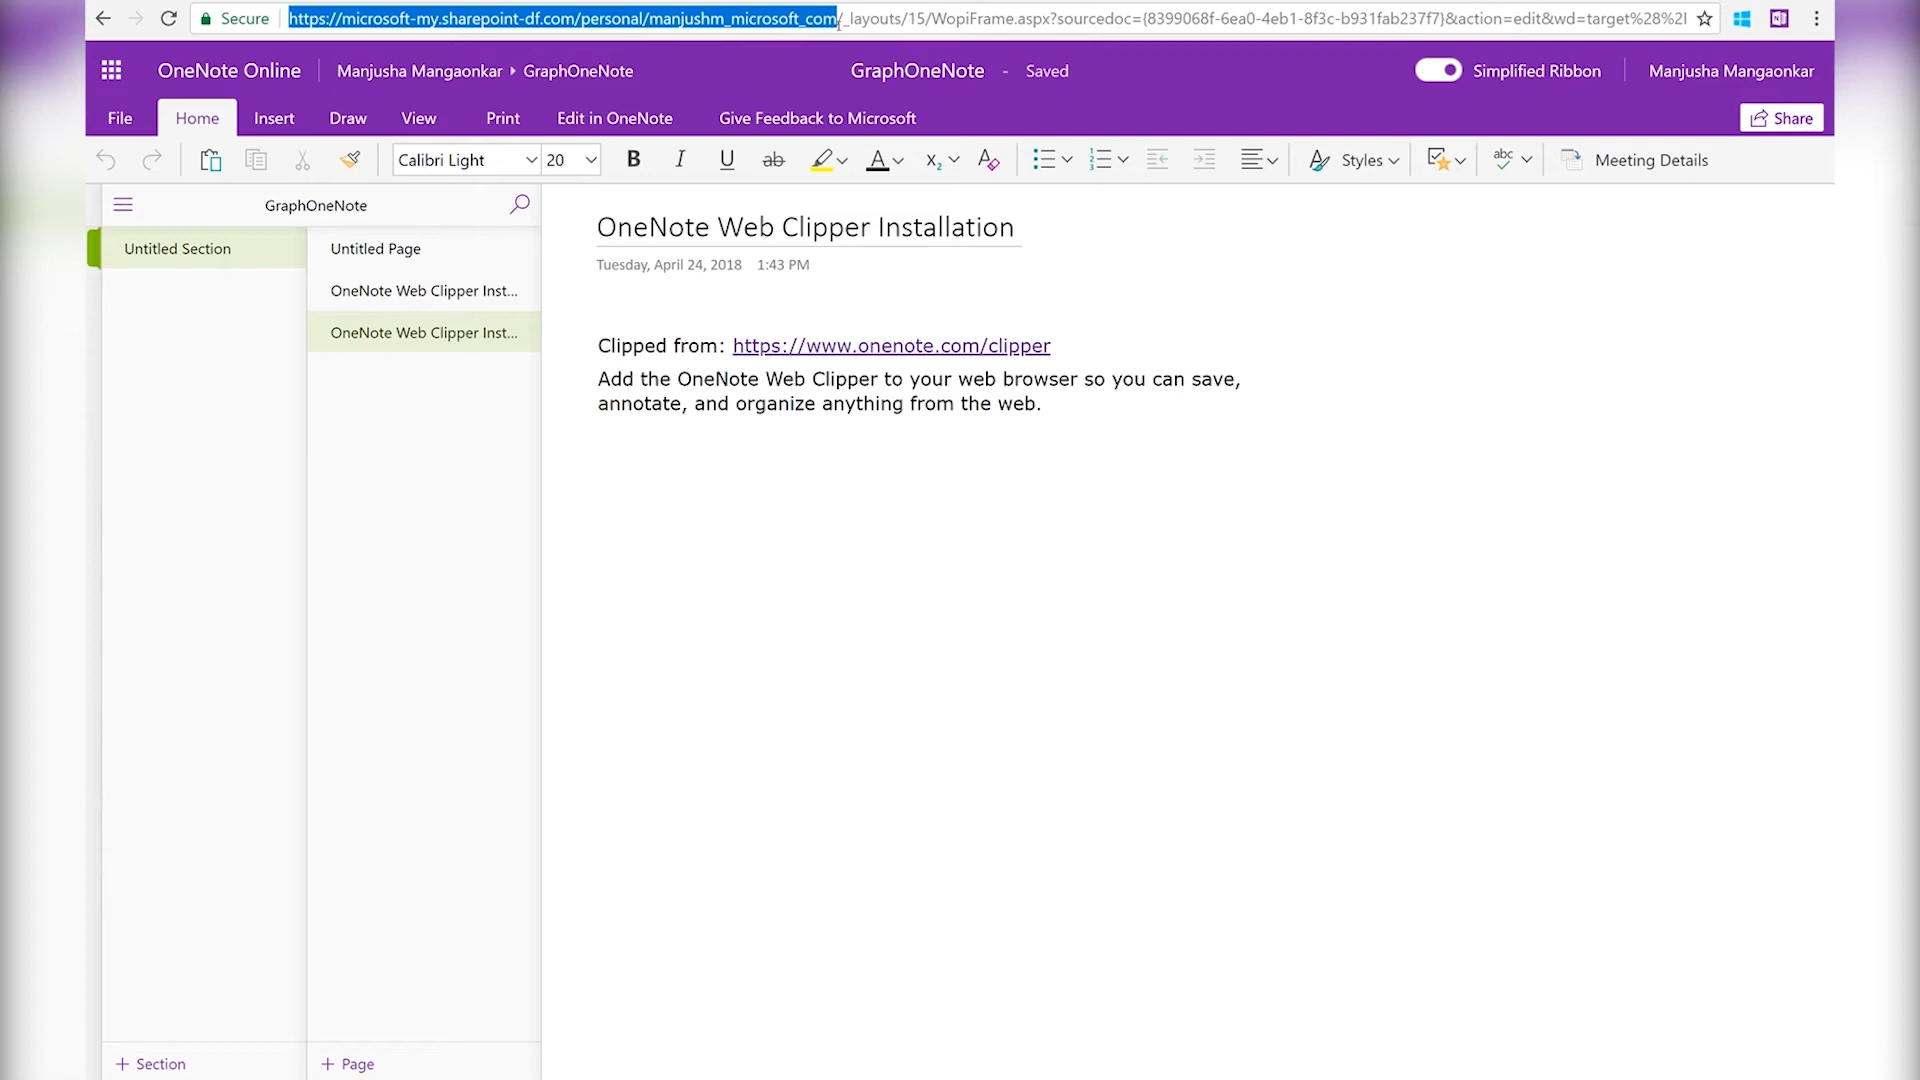 Secure https://microsoft-my.sharepoint-df.com/personal/manjushm_microsoft_com/_layouts/15/WopiFrame.aspx?sourcedoc={8399068f-6ea0-4eb1-8f3c-b931fab237f7}&action=edit&wd=target%28%2
OneNote Online Manjusha Mangaonkar GraphOneNote GraphOneNote - Saved Simplified Ribbon Manjusha Mangaonkar
File Home Insert Draw View Print Edit in OneNote Give Feedback to Microsoft Share
Calibri Light 20 B I U ab A Styles abc Meeting Details
GraphOneNote
Untitled Section
Untitled Page
OneNote Web Clipper Inst...
OneNote Web Clipper Inst...
+ Section
+ Page
OneNote Web Clipper Installation
Tuesday, April 24, 2018 1:43 PM
Clipped from: https://www.onenote.com/clipper
Add the OneNote Web Clipper to your web browser so you can save,
annotate, and organize anything from the web.